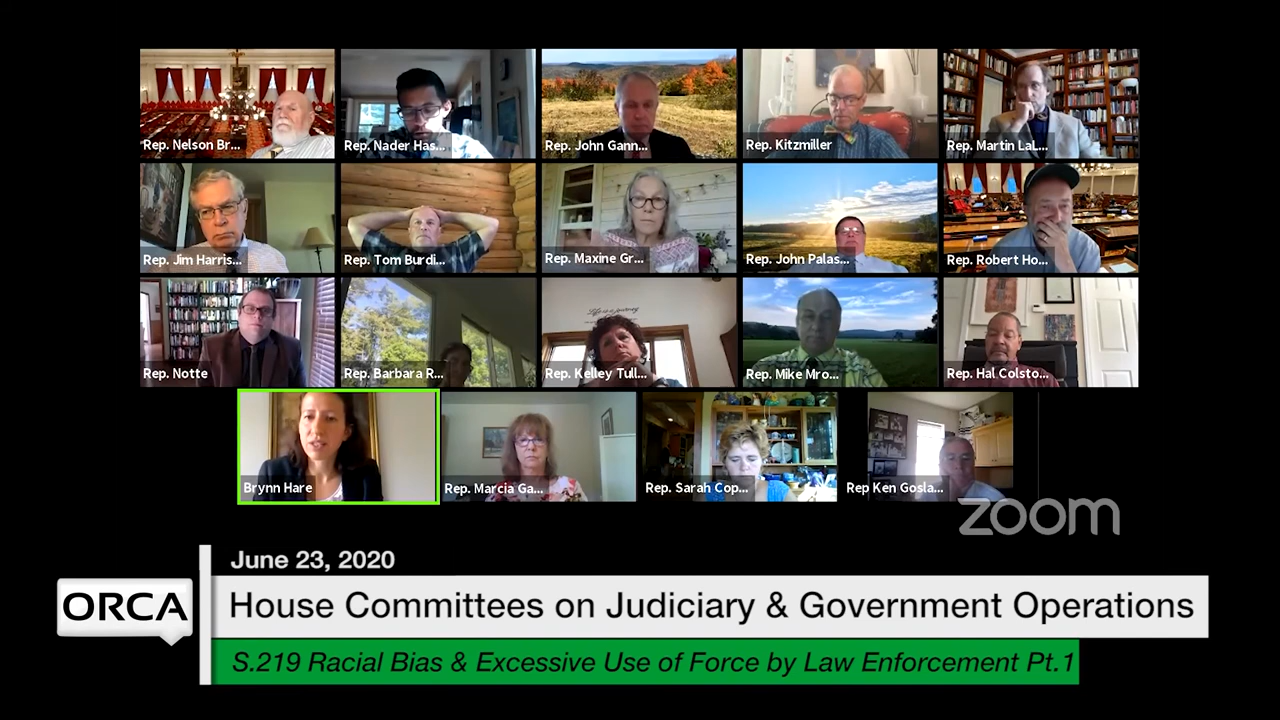 Rep. Nelson Br...
Rep. Nader Has...
Rep. John Gann...
Rep. Kitzmiller
Rep. Martin LaL...
Rep. Jim Harris...
Rep. Tom Burdi...
Rep. Maxine Gr...
Rep. John Palas...
Rep. Robert Ho...
Rep. Notte
Rep. Barbara R...
Life is a journey
Rep. Kelley Tull...
Rep. Mike Mro...
Rep. Hal Colsto...
Brynn Hare
Rep. Marcia Ga...
Rep. Sarah Cop...
Rep Ken Gosla...
zoom
June 23, 2020
ORCA
House Committees on Judiciary & Government Operations
S.219 Racial Bias & Excessive Use of Force by Law Enforcement Pt.1